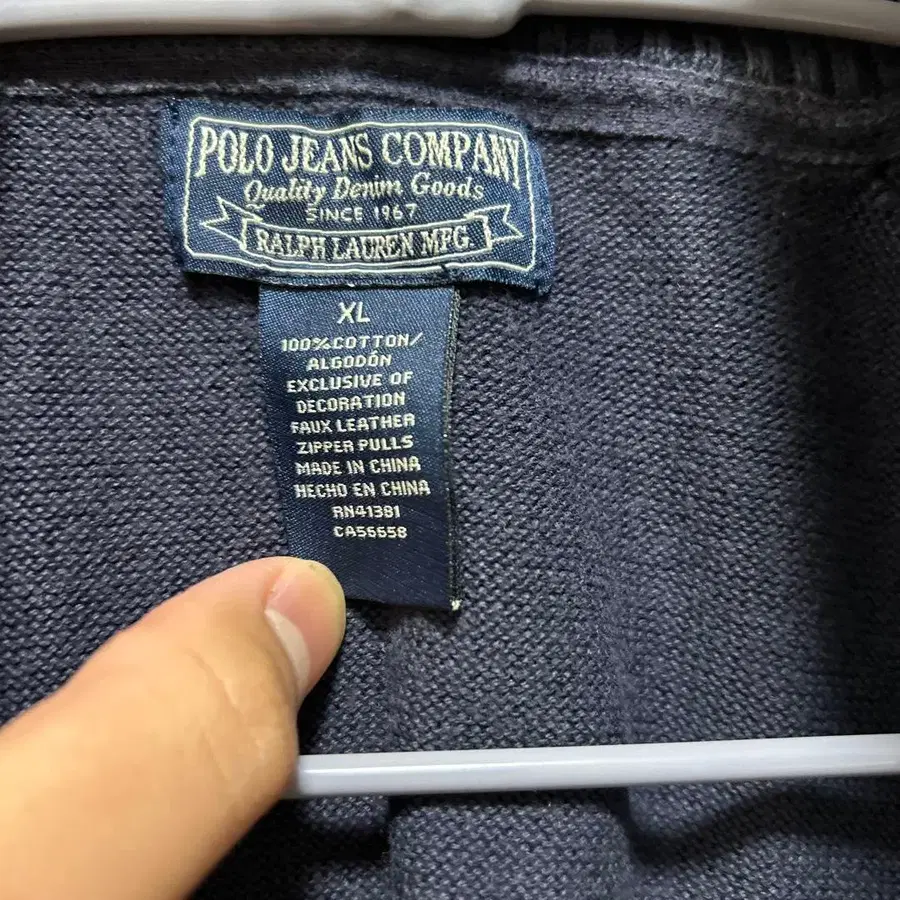 POLO JEANS COMPANY
Quality Denim Goods
SINCE 1967
RALPH LAUREN MFG.
XL
100%COTTON/
ALGODÓN
EXCLUSIVE OF
DECORATION
FAUX LEATHER
ZIPPER PULLS
MADE IN CHINA
HECHO EN CHINA
RN41381
CA56658